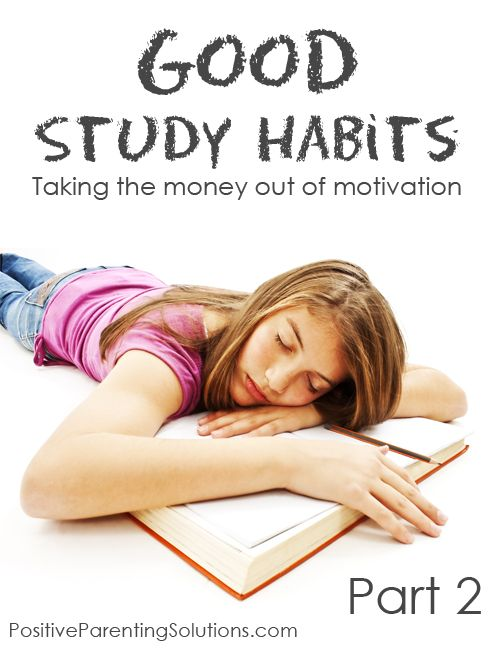 GOOD
STUDY HABiTS
Taking the money out of motivation
Part 2
PositiveParentingSolutions.com